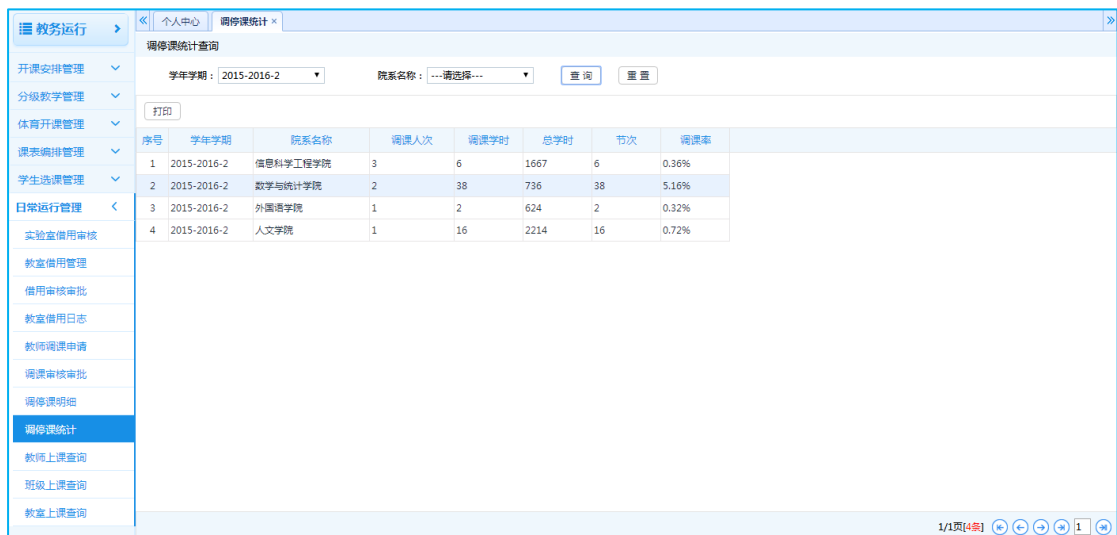 教务运行
个人中心 调停课统计 ×
调停课统计查询
学年学期： 2015-2016-2 院系名称： ---请选择--- 查 询 重 置
打印
序号 学年学期 院系名称 调课人次 调课学时 总学时 节次 调课率
1 2015-2016-2 信息科学工程学院 3 6 1667 6 0.36%
2 2015-2016-2 数学与统计学院 2 38 736 38 5.16%
3 2015-2016-2 外国语学院 1 2 624 2 0.32%
4 2015-2016-2 人文学院 1 16 2214 16 0.72%
开课安排管理
分级教学管理
体育开课管理
课表编排管理
学生选课管理
日常运行管理
实验室借用审核
教室借用管理
借用审核审批
教室借用日志
教师调课申请
调课审核审批
调停课明细
调停课统计
教师上课查询
班级上课查询
教室上课查询
1/1页[4条] 1